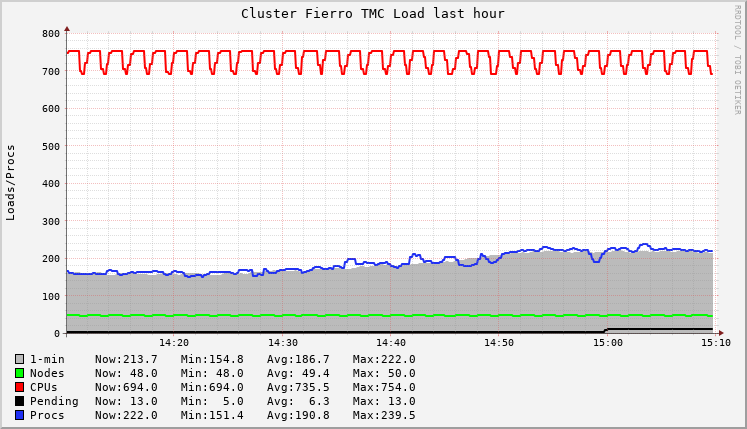 Cluster Fierro TMC Load last hour
RRDTOOL / TOBI OETIKER
Loads/Procs
800
700
600
500
400
300
200
100
0
14:20 14:30 14:40 14:50 15:00 15:10
1-min Now:213.7 Min:154.8 Avg:186.7 Max:222.0
Nodes Now: 48.0 Min: 48.0 Avg: 49.4 Max: 50.0
CPUs Now:694.0 Min:694.0 Avg:735.5 Max:754.0
Pending Now: 13.0 Min: 5.0 Avg: 6.3 Max: 13.0
Procs Now:222.0 Min:151.4 Avg:190.8 Max:239.5